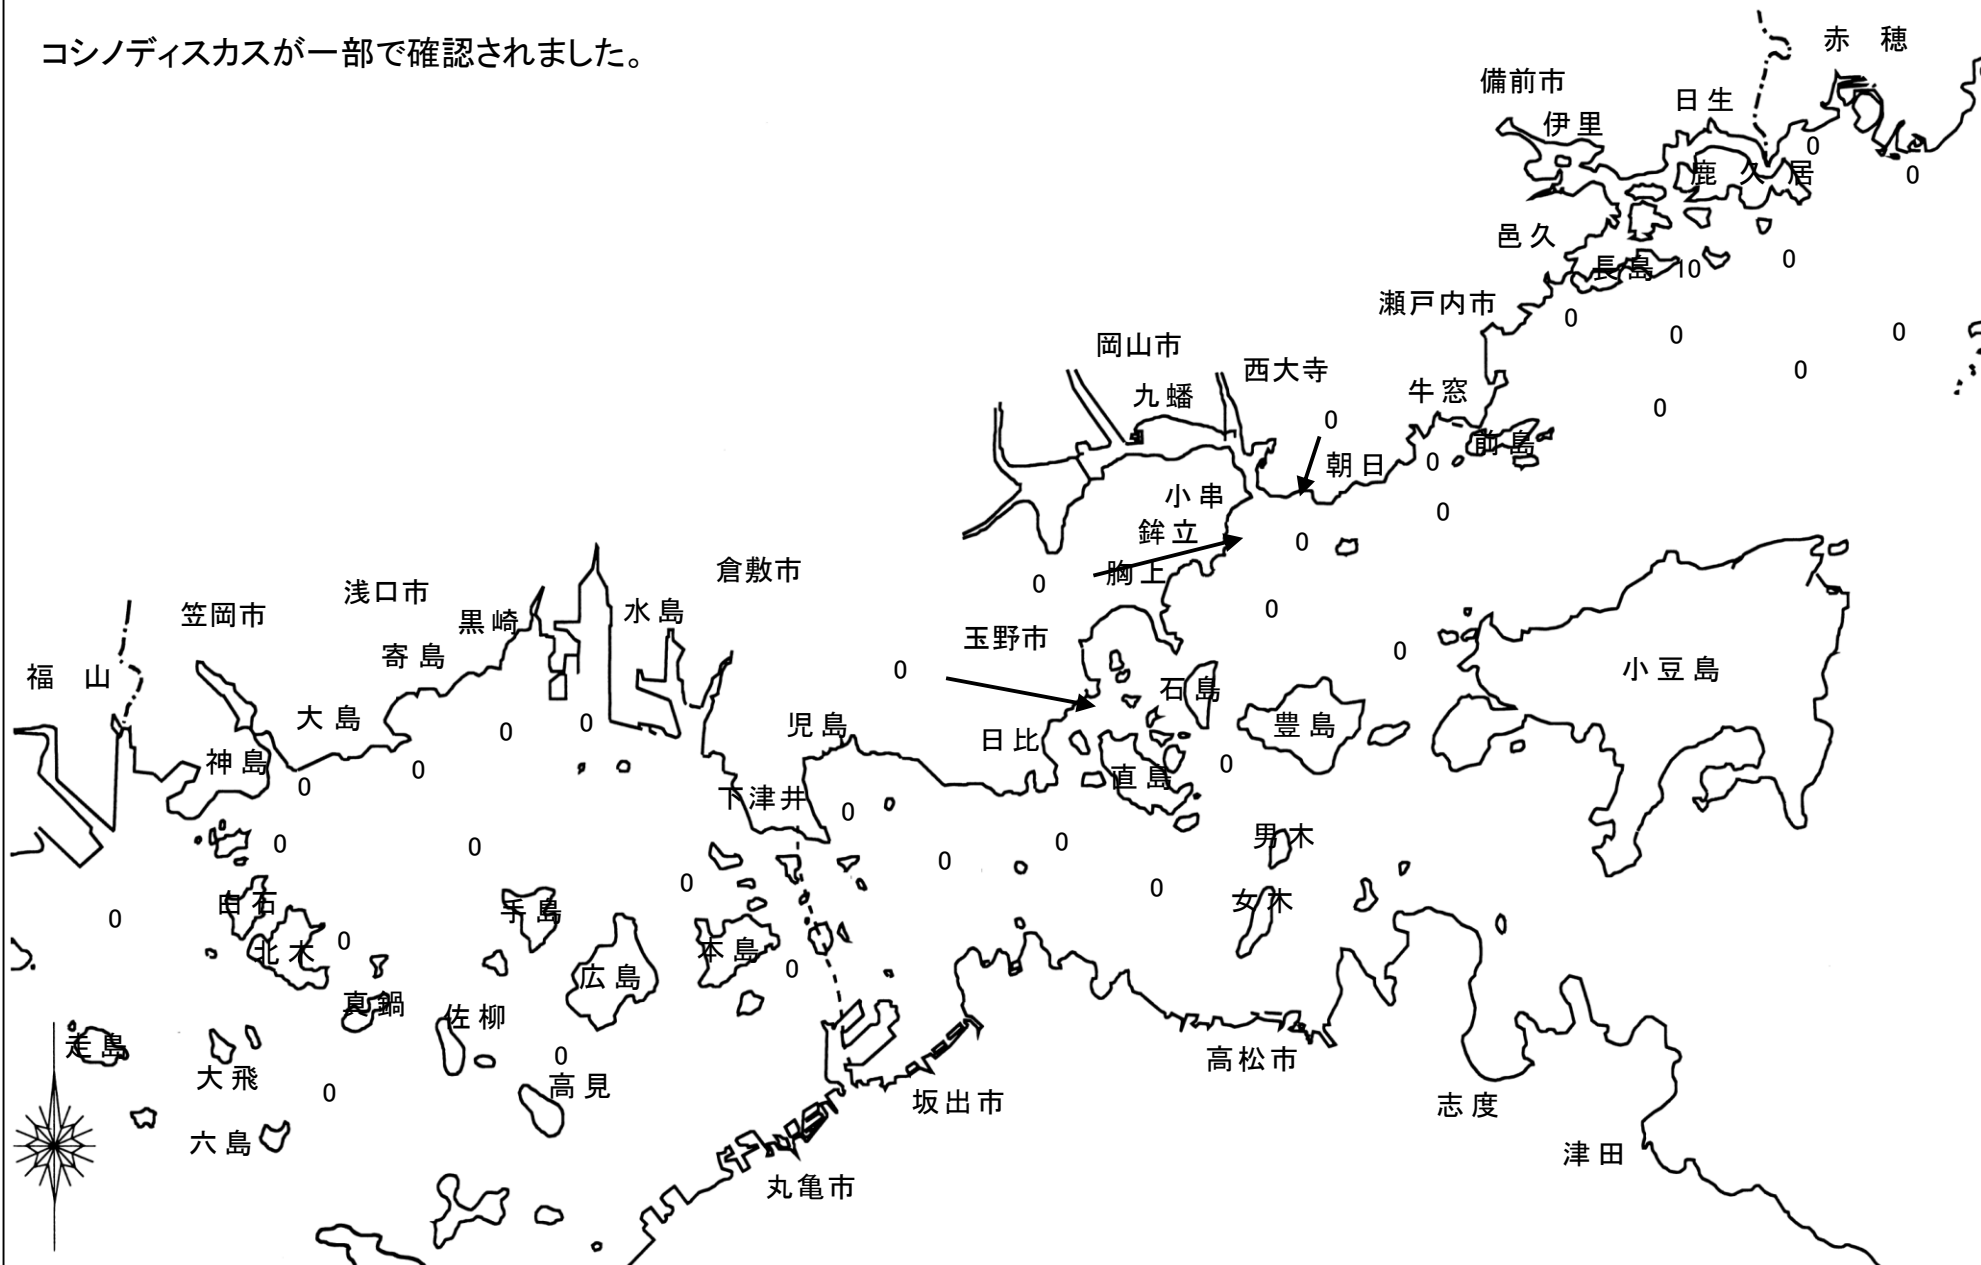 コシノディスカスが一部で確認されました。
赤 穂
備前市
日生
伊里
0
鹿 久 居
0
邑久
0
長島 10
瀬戸内市
0
0
0
岡山市
西大寺
0
牛窓
九蟠
0
0
前島
朝日
0
小串
0
鉾立
0
倉敷市
胸上
0
浅口市
0
水島
笠岡市
黒崎
玉野市
0
寄島
0
小豆島
福 山
石島
大島
0
児島
豊島
0
日比
神島
0
0
直島
0
下津井
0
男木
0
0
0
0
0
0
白石
女木
手島
0
0
北木
本島
0
広島
真鍋
佐柳
走島
0
高松市
大飛
高見
0
坂出市
志度
六島
津田
丸亀市